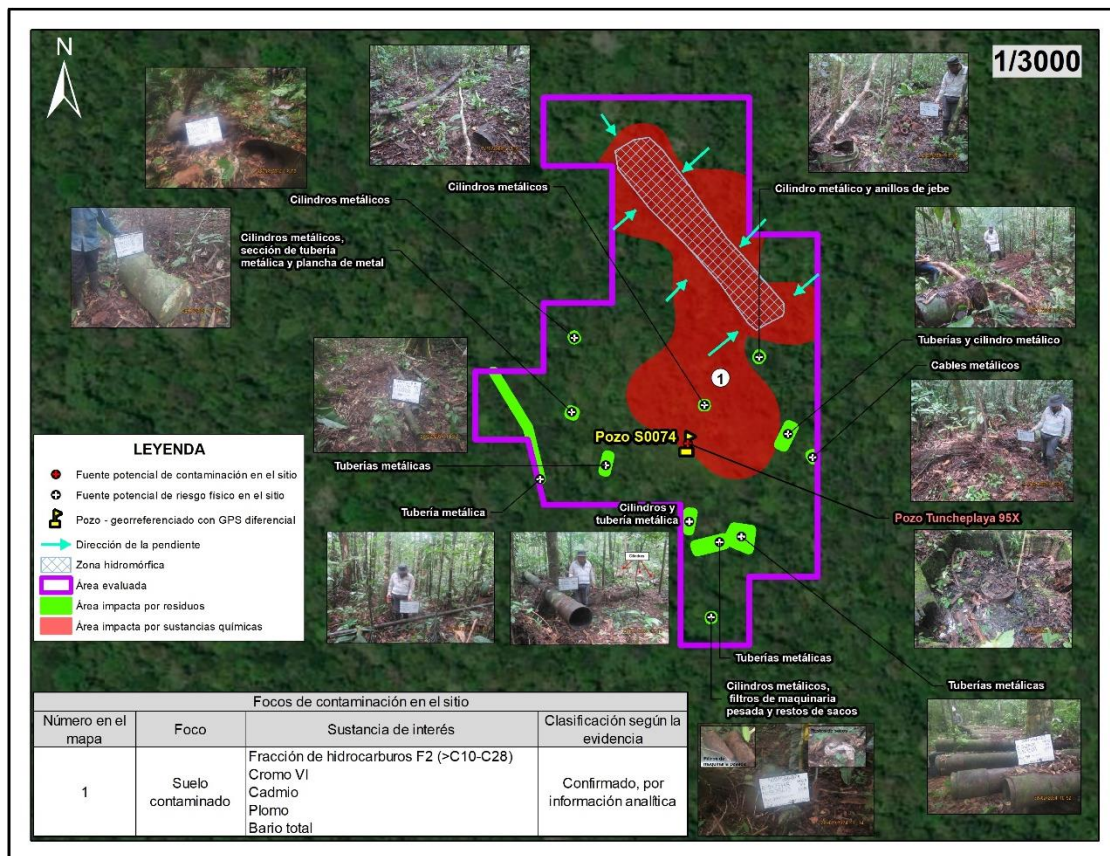 N
1/3000
Cilindros metálicos
Cilindros metálicos
Cilindro metálico y anillos de jebe
Cilindros metálicos,
sección de tubería
metálica y plancha de metal
Tuberías y cilindro metálico
Cables metálicos
1
Pozo S0074
Tuberías metálicas
Tubería metálica
Cilindros y
tubería metálica
Pozo Tuncheplaya 95X
Tuberías metálicas
Tuberías metálicas
Cilindros metálicos,
filtros de maquinaria
pesada y restos de sacos
LEYENDA
Fuente potencial de contaminación en el sitio
Fuente potencial de riesgo físico en el sitio
Pozo - georreferenciado con GPS diferencial
Dirección de la pendiente
Zona hidromórfica
Área evaluada
Área impacta por residuos
Área impacta por sustancias químicas
Focos de contaminación en el sitio
Número en el mapa
Foco
Sustancia de interés
Clasificación según la evidencia
1
Suelo contaminado
Fracción de hidrocarburos F2 (>C10-C28)
Cromo VI
Cadmio
Plomo
Bario total
Confirmado, por información analítica